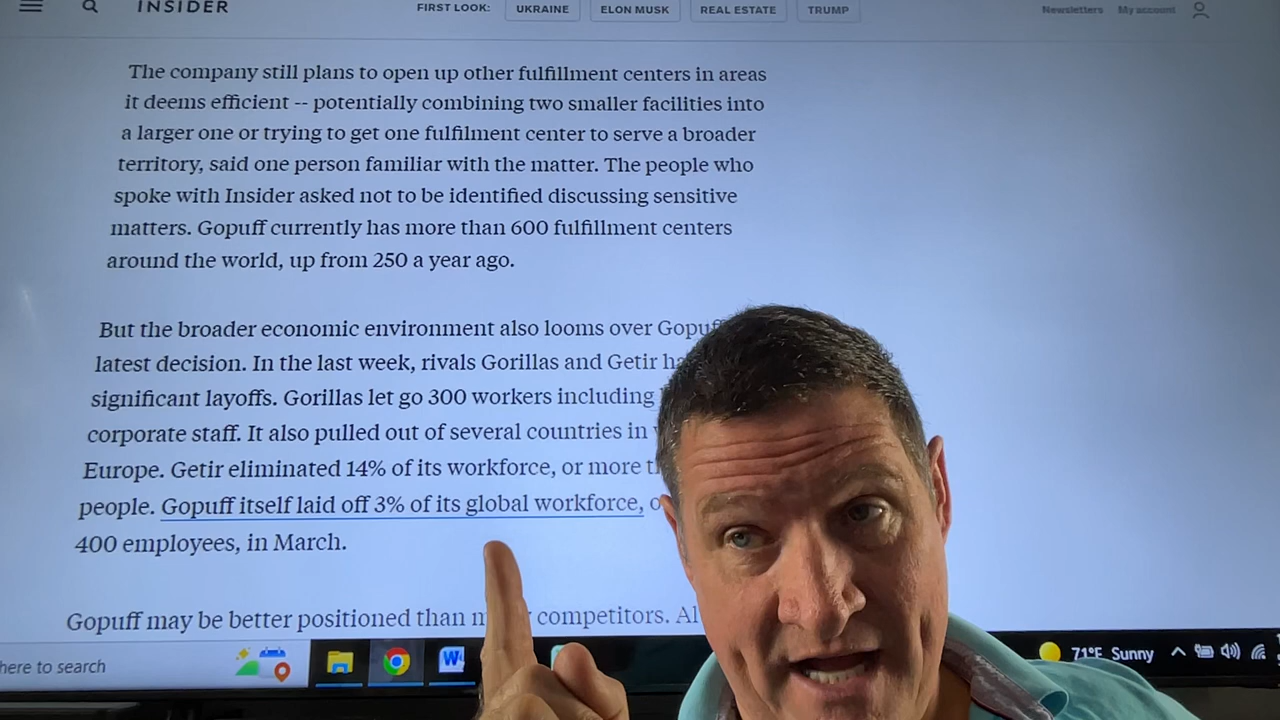 INSIDER
FIRST LOOK: UKRAINE ELON MUSK REAL ESTATE TRUMP
Newsletters My account
The company still plans to open up other fulfillment centers in areas
it deems efficient -- potentially combining two smaller facilities into
a larger one or trying to get one fulfilment center to serve a broader
territory, said one person familiar with the matter. The people who
spoke with Insider asked not to be identified discussing sensitive
matters. Gopuff currently has more than 600 fulfillment centers
around the world, up from 250 a year ago.
But the broader economic environment also looms over Gopuff
latest decision. In the last week, rivals Gorillas and Getir
significant layoffs. Gorillas let go 300 workers including
corporate staff. It also pulled out of several countries in
Europe. Getir eliminated 14% of its workforce, or more
people. Gopuff itself laid off 3% of its global workforce,
400 employees, in March.
Gopuff may be better positioned than competitors.
here to search
71°F Sunny